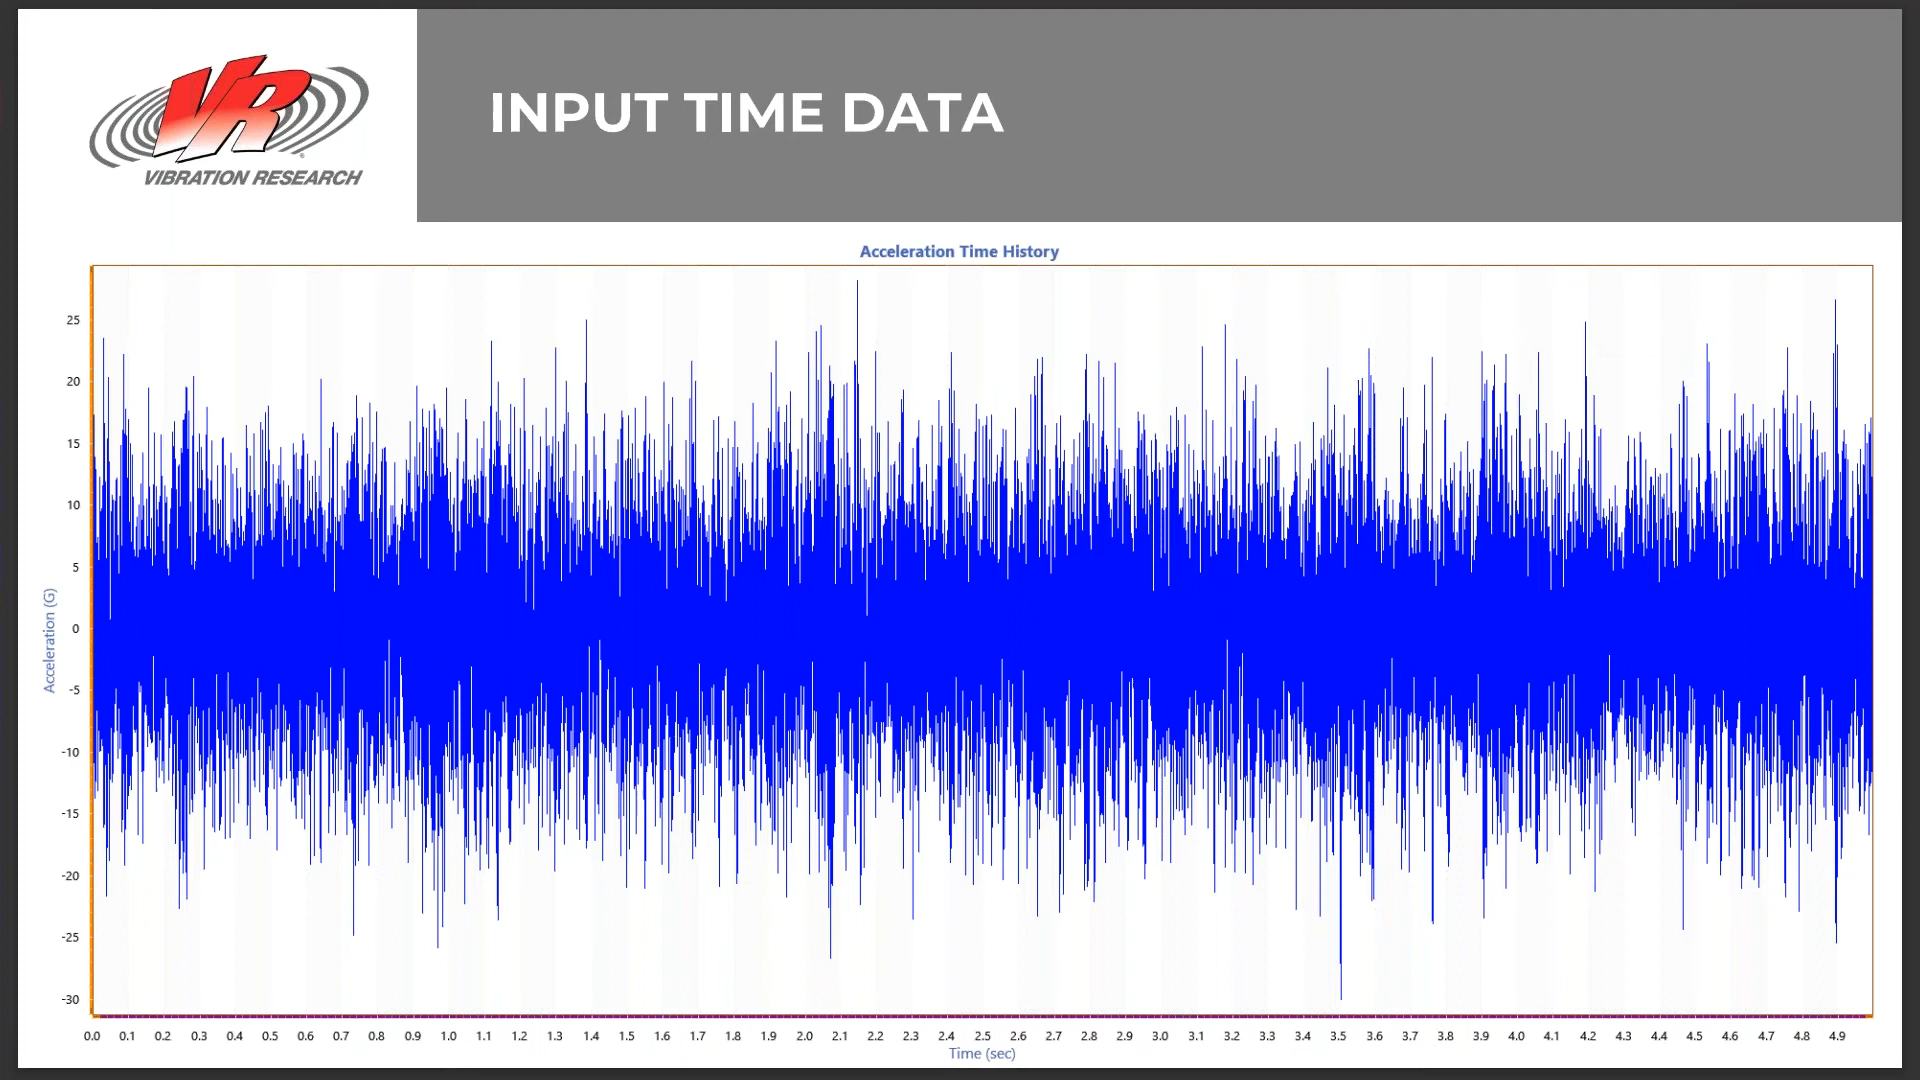 VR
VIBRATION RESEARCH
INPUT TIME DATA
Acceleration Time History
25
20
15
10
5
0
-5
-10
-15
-20
-25
-30
Acceleration (G)
0.0 0.1 0.2 0.3 0.4 0.5 0.6 0.7 0.8 0.9 1.0 1.1 1.2 1.3 1.4 1.5 1.6 1.7 1.8 1.9 2.0 2.1 2.2 2.3 2.4 2.5 2.6 2.7 2.8 2.9 3.0 3.1 3.2 3.3 3.4 3.5 3.6 3.7 3.8 3.9 4.0 4.1 4.2 4.3 4.4 4.5 4.6 4.7 4.8 4.9
Time (sec)